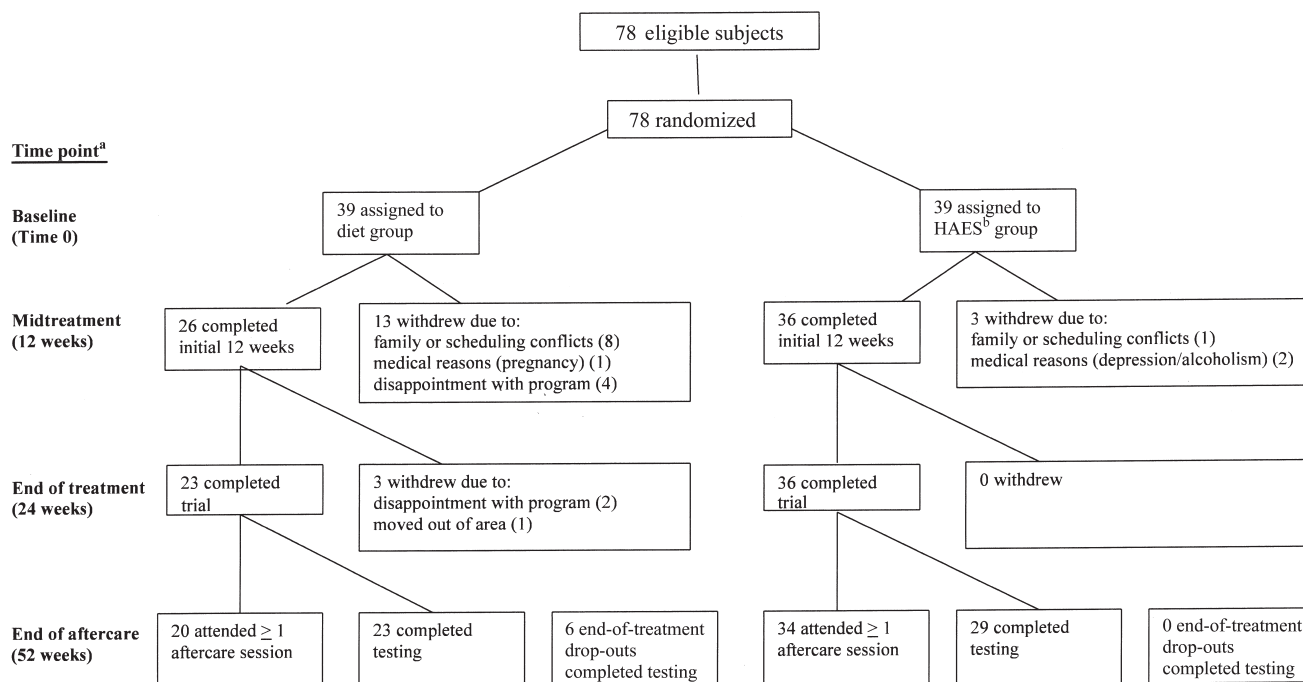 78 eligible subjects
78 randomized
Time pointᵃ
Baseline
(Time 0)
39 assigned to
diet group
39 assigned to
HAESᵇ group
Midtreatment
(12 weeks)
26 completed
initial 12 weeks
13 withdrew due to:
family or scheduling conflicts (8)
medical reasons (pregnancy) (1)
disappointment with program (4)
36 completed
initial 12 weeks
3 withdrew due to:
family or scheduling conflicts (1)
medical reasons (depression/alcoholism) (2)
End of treatment
(24 weeks)
23 completed
trial
3 withdrew due to:
disappointment with program (2)
moved out of area (1)
36 completed
trial
0 withdrew
End of aftercare
(52 weeks)
20 attended ≥ 1
aftercare session
23 completed
testing
6 end-of-treatment
drop-outs
completed testing
34 attended ≥ 1
aftercare session
29 completed
testing
0 end-of-treatment
drop-outs
completed testing